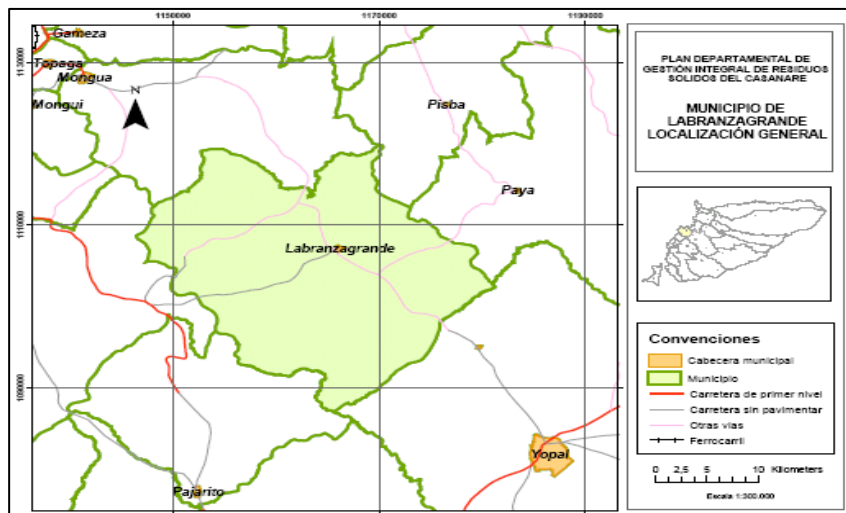 1150000
1170000
1190000
1130000
1110000
1090000
Gameza
Topaga
Mongua
Mongui
N
Pisba
Paya
Labranzagrande
Yopal
Pajarito
PLAN DEPARTAMENTAL DE
GESTIÓN INTEGRAL DE RESIDUOS
SOLIDOS DEL CASANARE
MUNICIPIO DE
LABRANZAGRANDE
LOCALIZACIÓN GENERAL
Convenciones
Cabecera municipal
Municipio
Carretera de primer nivel
Carretera sin pavimentar
Otras vías
Ferrocarril
0 2,5 5 10 Kilometers
Escala 1:300.000